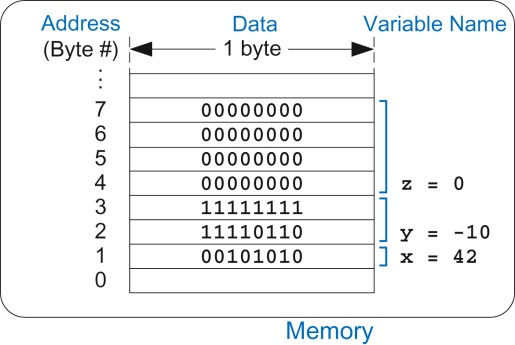 Address Data Variable Name
(Byte #) 1 byte
⋮
7 00000000
6 00000000
5 00000000
4 00000000 z = 0
3 11111111
2 11110110 y = -10
1 00101010 x = 42
0
Memory